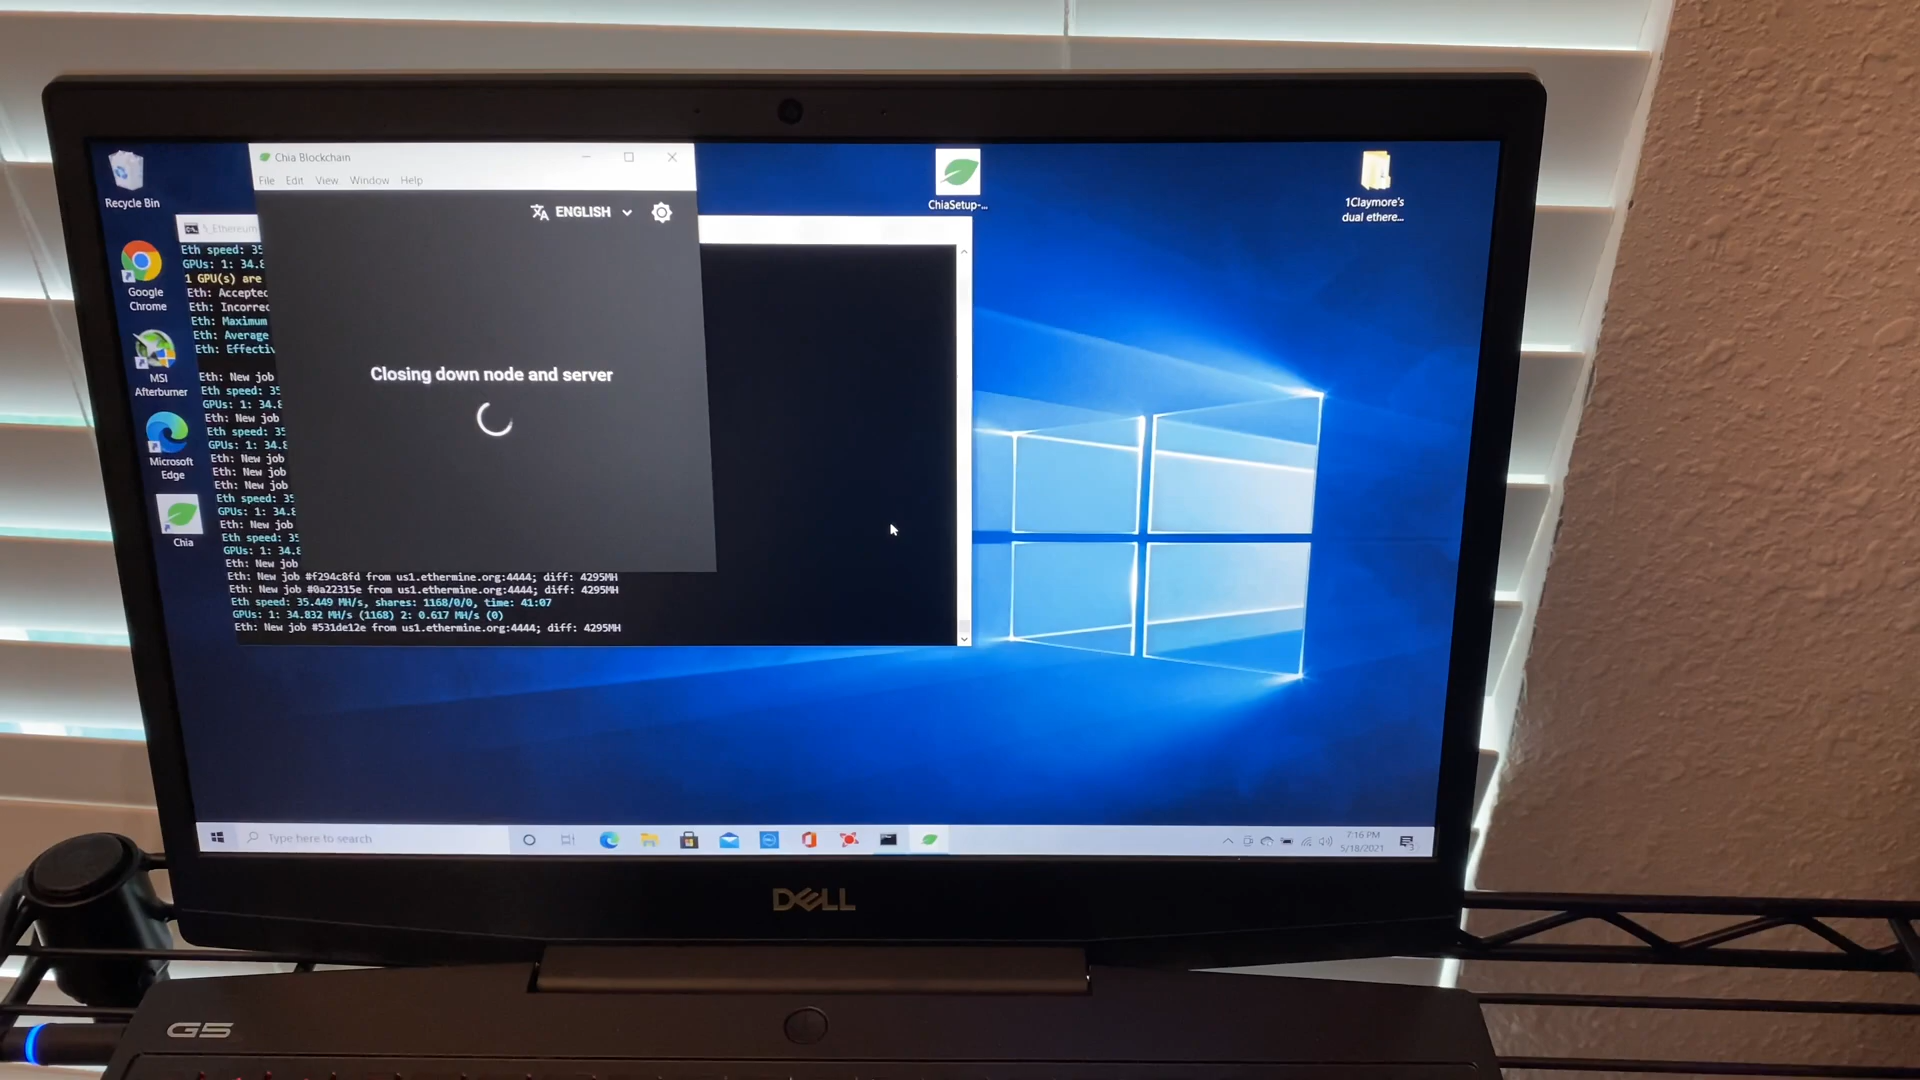 Recycle Bin
Chia Blockchain
File Edit View Window Help
ENGLISH
Closing down node and server
ChiaSetup-...
1Claymore's
dual ethere...
Google
Chrome
MSI
Afterburner
Microsoft
Edge
Chia
5_Ethereum
Eth speed: 35
GPUs: 1: 34.8
1 GPU(s) are
Eth: Accepted
Eth: Incorrec
Eth: Maximum
Eth: Average
Eth: Effectiv
Eth: New job
Eth speed: 35
GPUs: 1: 34.8
Eth: New job
Eth speed: 35
GPUs: 1: 34.8
Eth: New job
Eth: New job
Eth: New job
Eth speed: 35
GPUs: 1: 34.8
Eth: New job
Eth speed: 35
GPUs: 1: 34.8
Eth: New job
Eth: New job #f294c8fd from us1.ethermine.org:4444; diff: 4295MH
Eth: New job #0a22315e from us1.ethermine.org:4444; diff: 4295MH
Eth speed: 35.449 MH/s, shares: 1168/0/0, time: 41:07
GPUs: 1: 34.832 MH/s (1168) 2: 0.617 MH/s (0)
Eth: New job #531de12e from us1.ethermine.org:4444; diff: 4295MH
Type here to search
7:16 PM
5/18/2021
DELL
G5